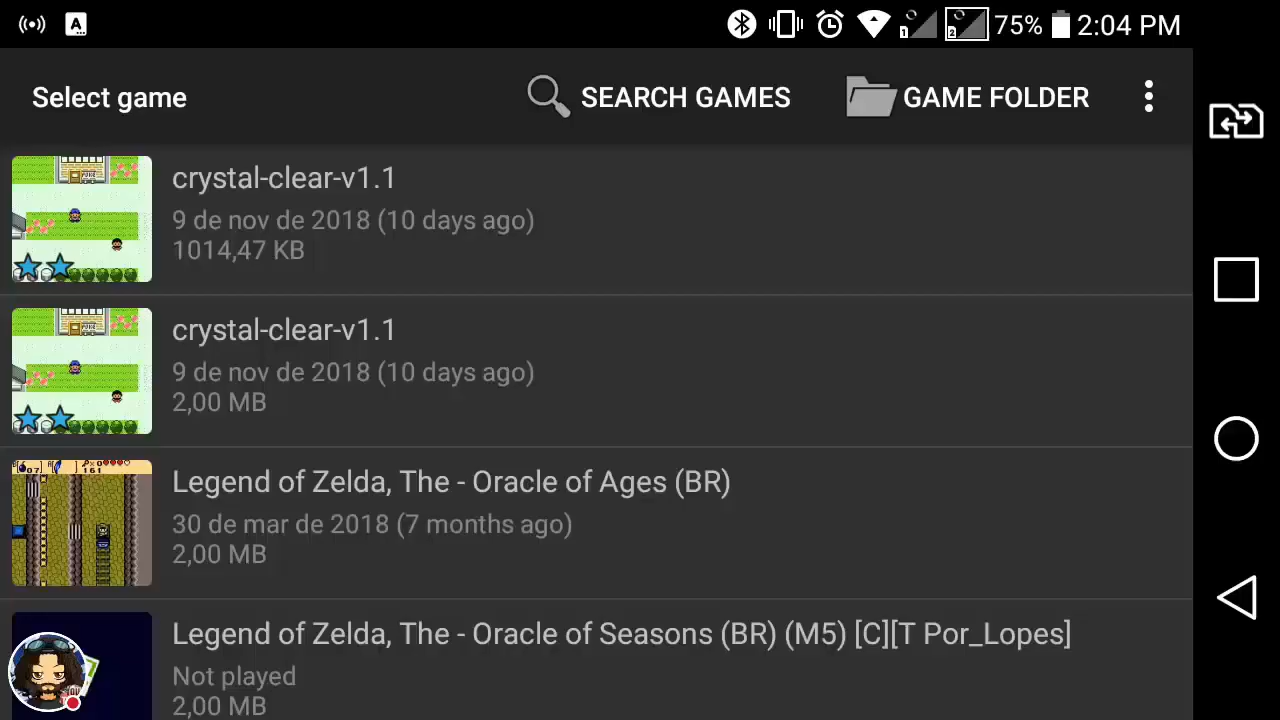 A
1
2
75%
2:04 PM
Select game
SEARCH GAMES
GAME FOLDER
crystal-clear-v1.1
9 de nov de 2018 (10 days ago)
1014,47 KB
crystal-clear-v1.1
9 de nov de 2018 (10 days ago)
2,00 MB
Legend of Zelda, The - Oracle of Ages (BR)
30 de mar de 2018 (7 months ago)
2,00 MB
Legend of Zelda, The - Oracle of Seasons (BR) (M5) [C][T Por_Lopes]
Not played
2,00 MB